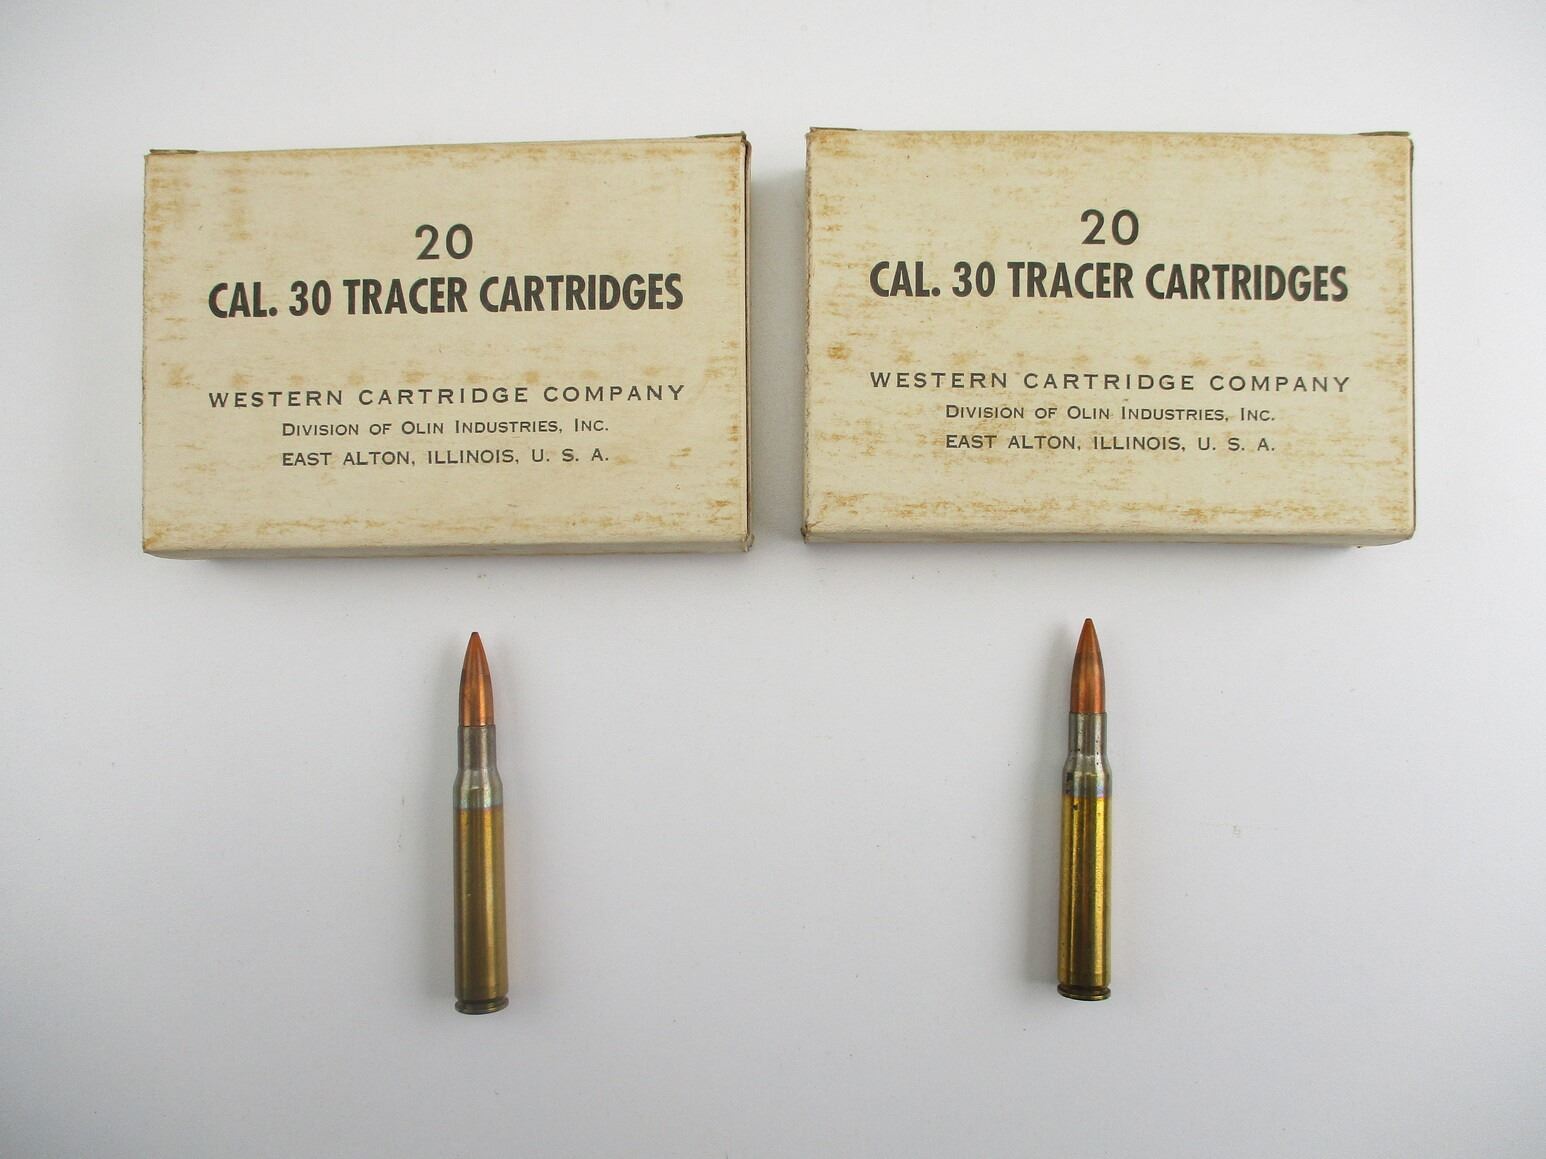 20
CAL. 30 TRACER CARTRIDGES
WESTERN CARTRIDGE COMPANY
DIVISION OF OLIN INDUSTRIES, INC.
EAST ALTON, ILLINOIS, U. S. A.
20
CAL. 30 TRACER CARTRIDGES
WESTERN CARTRIDGE COMPANY
DIVISION OF OLIN INDUSTRIES, INC.
EAST ALTON, ILLINOIS, U. S. A.